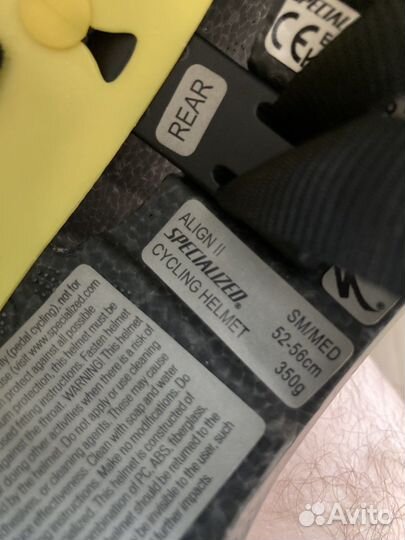 SPECIAL
CE
REAR
ALIGN II
SPECIALIZED®
CYCLING HELMET
SM/MED
52-56cm
350g
(pedal cycling) not for
(visit www.specialized.com
protect against all possible
protection, this helmet must be
fitting instructions. Fasten helmet
against the throat. WARNING! This helmet
doing other activities when there is a risk of
by the helmet. Do not apply or use cleaning
or cleaning agents. These may cause
effectiveness. Clean with soap and water
instructions. Make no modifications. Do
This helmet is constructed of
of PC, ABS, fiberglass,
should be returned to the
be invisible to the user, such
further impacts.
Avito